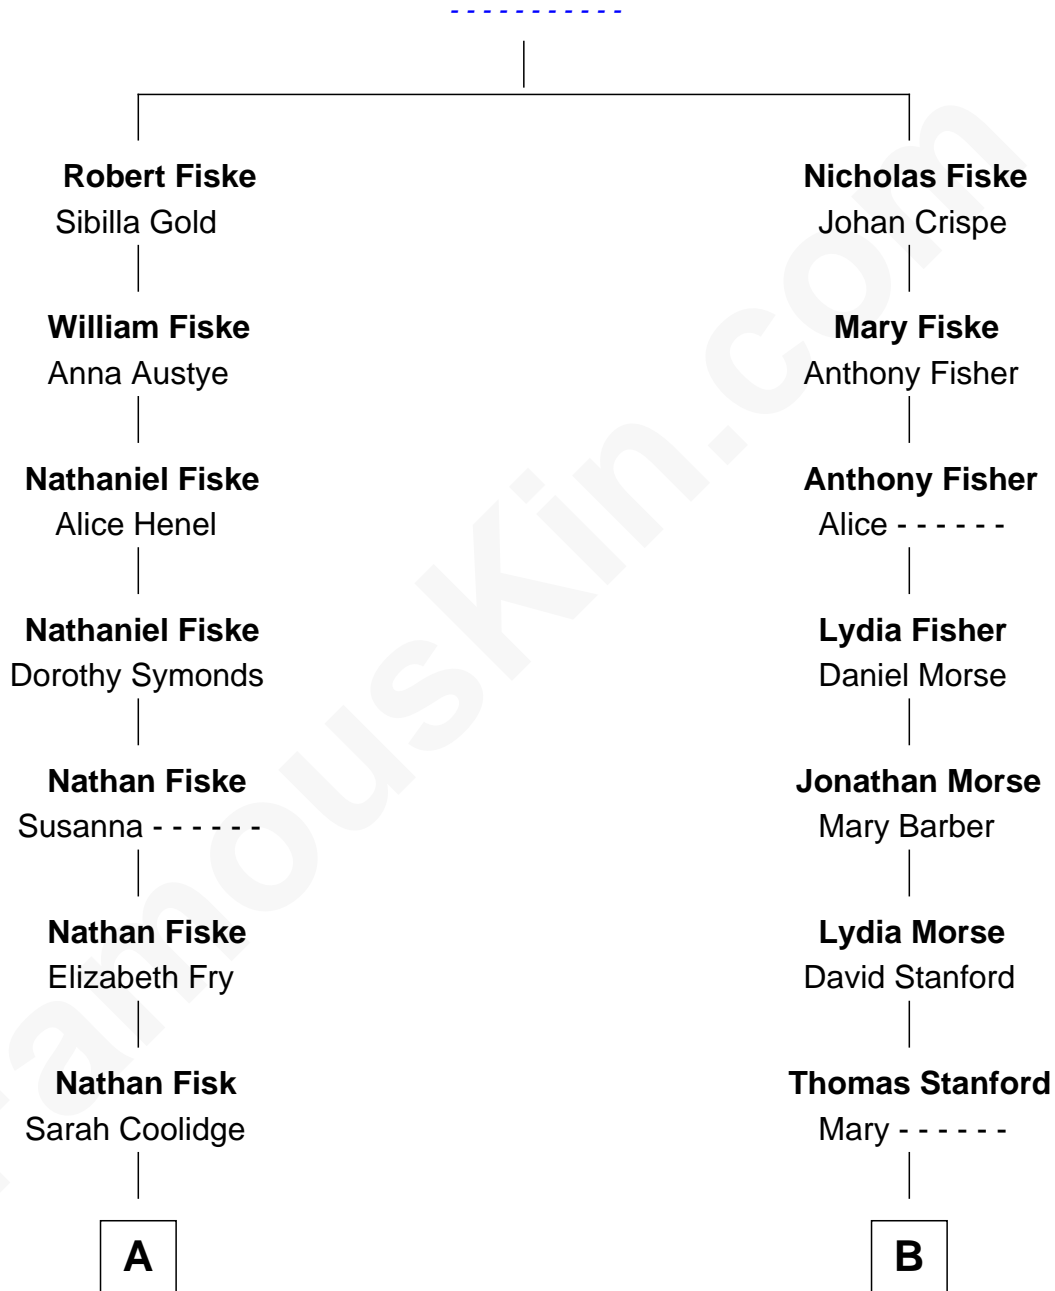 - - - - - - - - - - -
Robert Fiske
Sibilla Gold
Nicholas Fiske
Johan Crispe
William Fiske
Anna Austye
Mary Fiske
Anthony Fisher
Nathaniel Fiske
Alice Henel
Anthony Fisher
Alice - - - - - -
Nathaniel Fiske
Dorothy Symonds
Lydia Fisher
Daniel Morse
Nathan Fiske
Susanna - - - - - -
Jonathan Morse
Mary Barber
Nathan Fiske
Elizabeth Fry
Lydia Morse
David Stanford
Nathan Fisk
Sarah Coolidge
Thomas Stanford
Mary - - - - - -
A
B
FamousKin.com